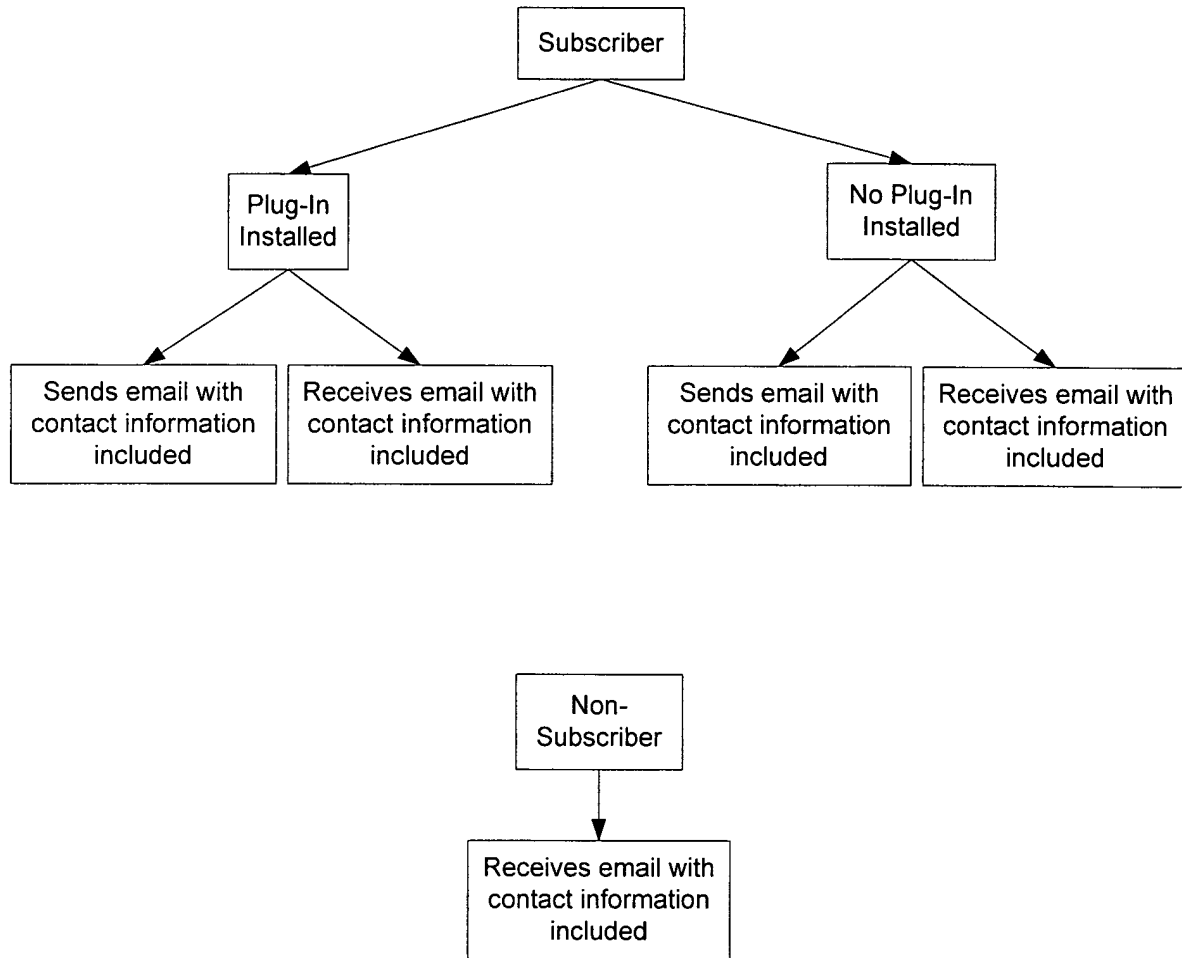 Subscriber
Plug-In
Installed
No Plug-In
Installed
Sends email with
contact information
included
Receives email with
contact information
included
Sends email with
contact information
included
Receives email with
contact information
included
Non-
Subscriber
Receives email with
contact information
included